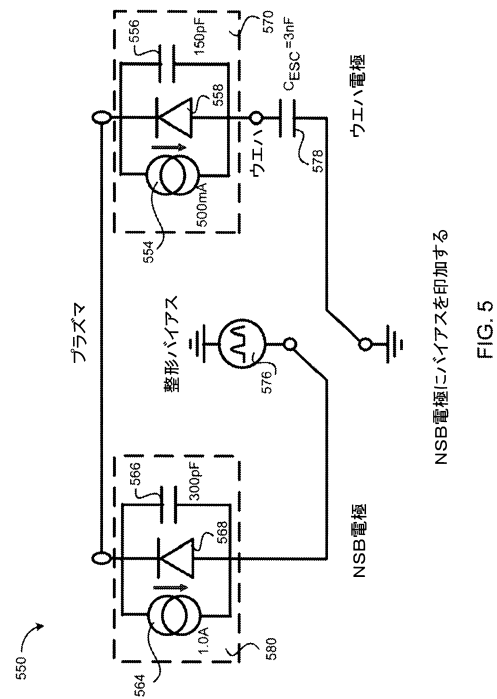 550
プラズマ
564
1.0A
568
566
300pF
580
NSB電極
整形バイアス
576
554
500mA
558
556
150pF
570
ウエハ
C_ESC=3nF
578
ウエハ電極
NSB電極にバイアスを印加する
FIG. 5